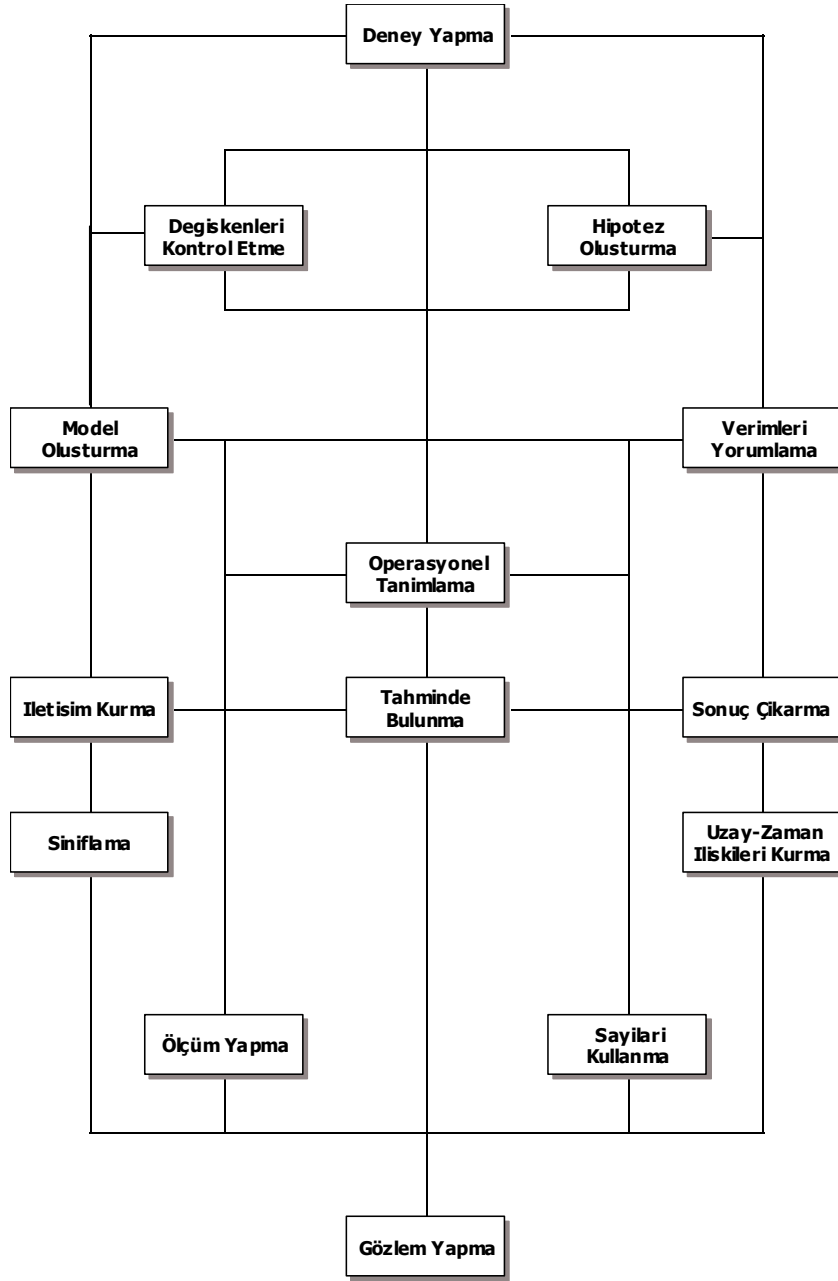 Deney Yapma
Degiskenleri
Kontrol Etme
Hipotez
Olusturma
Model
Olusturma
Verimleri
Yorumlama
Operasyonel
Tanimlama
Iletisim Kurma
Tahminde
Bulunma
Sonuç Çikarma
Siniflama
Uzay-Zaman
Iliskileri Kurma
Ölçüm Yapma
Sayilari
Kullanma
Gözlem Yapma